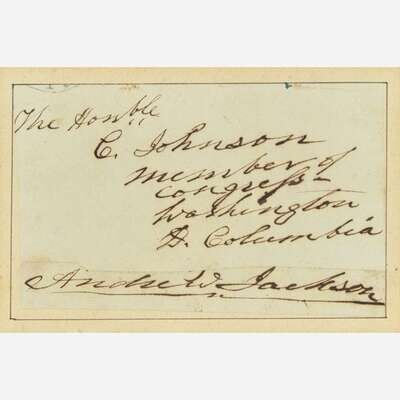 The Honble
C. Johnson
member of
congress
Washington
D. Columbia
Andrew Jackson